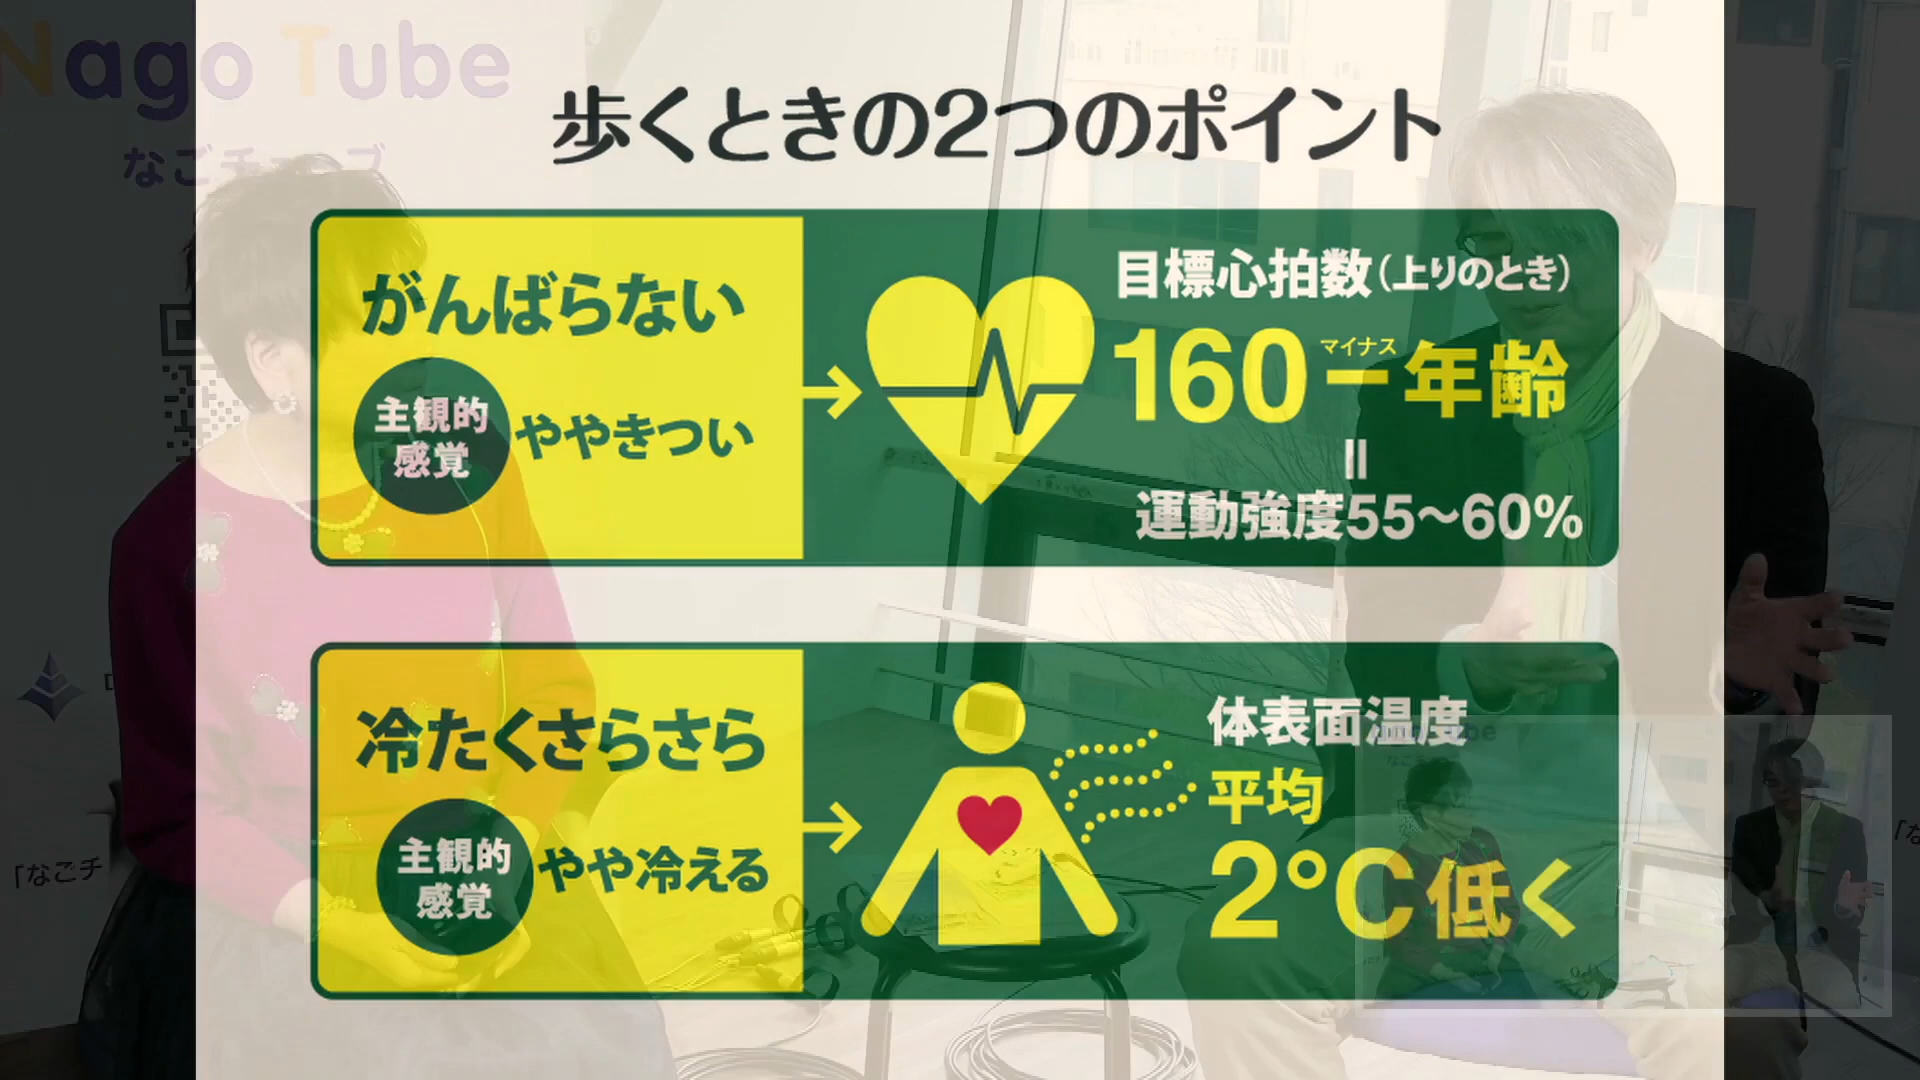 Nago Tube
なごチューブ
歩くときの2つのポイント
がんばらない
主観的
感覚
ややきつい
目標心拍数(上りのとき)
マイナス
160ー年齢
=
運動強度55〜60%
冷たくさらさら
主観的
感覚
やや冷える
体表面温度
平均
2℃低く
「なごチ